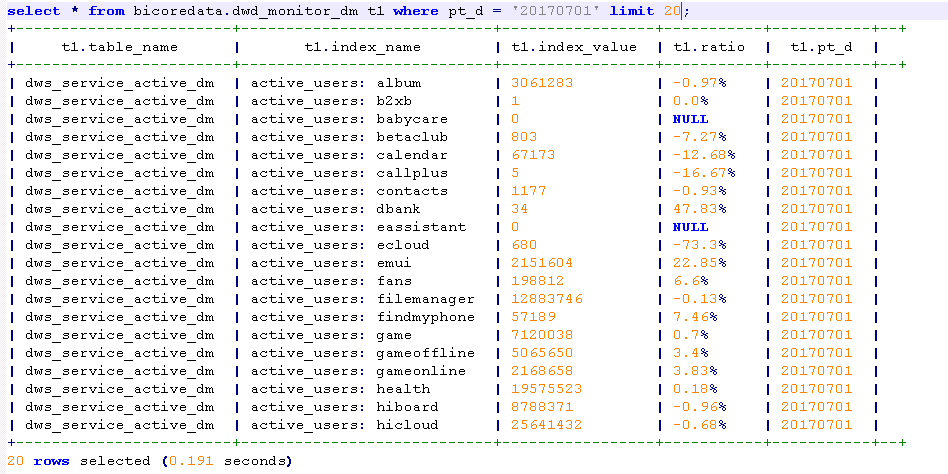 select * from bicoredata.dwd_monitor_dm t1 where pt_d = '20170701' limit 20;
+----------------------+-------------------------+---------------+----------+----------+--+
| t1.table_name | t1.index_name | t1.index_value | t1.ratio | t1.pt_d |
+----------------------+-------------------------+---------------+----------+----------+--+
| dws_service_active_dm | active_users: album | 3061283 | -0.97% | 20170701 |
| dws_service_active_dm | active_users: b2xb | 1 | 0.0% | 20170701 |
| dws_service_active_dm | active_users: babycare | 0 | NULL | 20170701 |
| dws_service_active_dm | active_users: betaclub | 803 | -7.27% | 20170701 |
| dws_service_active_dm | active_users: calendar | 67173 | -12.68% | 20170701 |
| dws_service_active_dm | active_users: callplus | 5 | -16.67% | 20170701 |
| dws_service_active_dm | active_users: contacts | 1177 | -0.93% | 20170701 |
| dws_service_active_dm | active_users: dbank | 34 | 47.83% | 20170701 |
| dws_service_active_dm | active_users: eassistant | 0 | NULL | 20170701 |
| dws_service_active_dm | active_users: ecloud | 680 | -73.3% | 20170701 |
| dws_service_active_dm | active_users: emui | 2151604 | 22.85% | 20170701 |
| dws_service_active_dm | active_users: fans | 198812 | 6.6% | 20170701 |
| dws_service_active_dm | active_users: filemanager | 12883746 | -0.13% | 20170701 |
| dws_service_active_dm | active_users: findmyphone | 57189 | 7.46% | 20170701 |
| dws_service_active_dm | active_users: game | 7120038 | 0.7% | 20170701 |
| dws_service_active_dm | active_users: gameoffline | 5065650 | 3.4% | 20170701 |
| dws_service_active_dm | active_users: gameonline | 2168658 | 3.83% | 20170701 |
| dws_service_active_dm | active_users: health | 19575523 | 0.18% | 20170701 |
| dws_service_active_dm | active_users: hiboard | 8788371 | -0.96% | 20170701 |
| dws_service_active_dm | active_users: hicloud | 25641432 | -0.68% | 20170701 |
+----------------------+-------------------------+---------------+----------+----------+--+
20 rows selected (0.191 seconds)